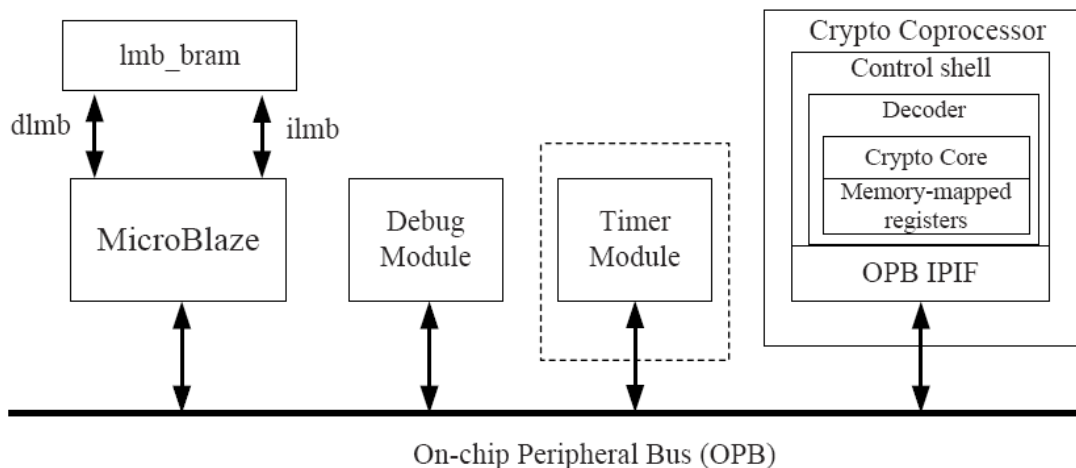 lmb_bram
dlmb
ilmb
MicroBlaze
Debug
Module
Timer
Module
Crypto Coprocessor
Control shell
Decoder
Crypto Core
Memory-mapped
registers
OPB IPIF
On-chip Peripheral Bus (OPB)